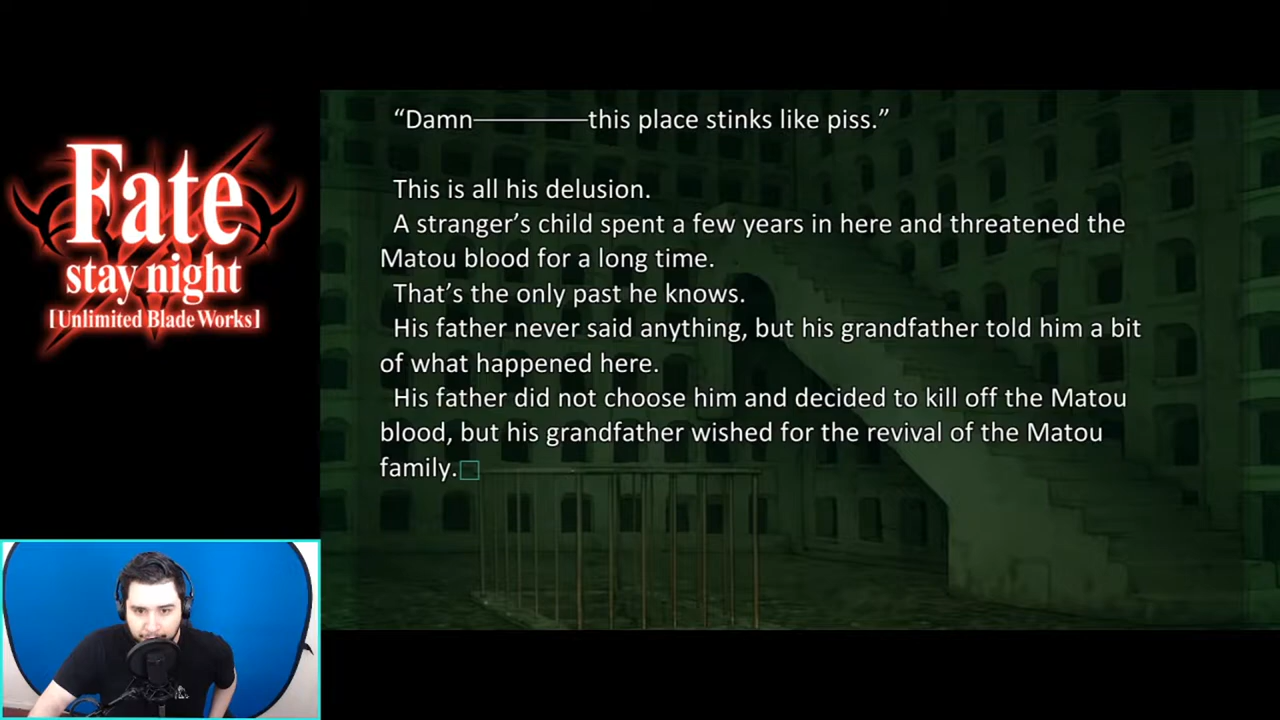 Fate
stay night
[Unlimited Blade Works]
“Damn————this place stinks like piss.”
This is all his delusion.
A stranger’s child spent a few years in here and threatened the
Matou blood for a long time.
That’s the only past he knows.
His father never said anything, but his grandfather told him a bit
of what happened here.
His father did not choose him and decided to kill off the Matou
blood, but his grandfather wished for the revival of the Matou
family.